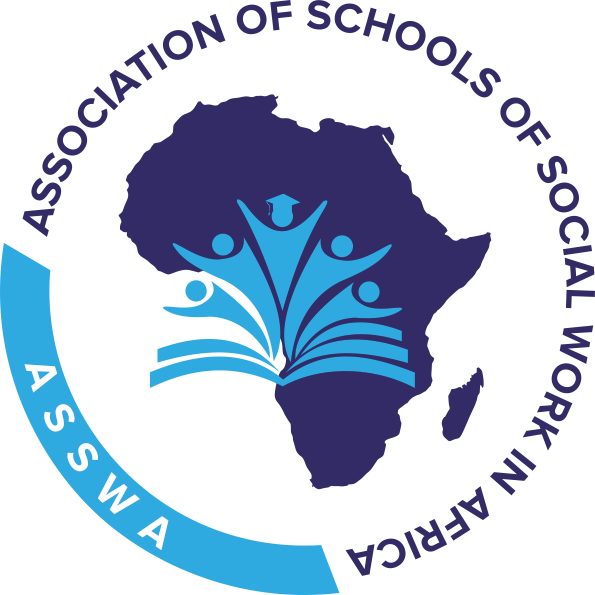 ASSOCIATION OF SCHOOLS OF SOCIAL WORK IN AFRICA
ASSWA